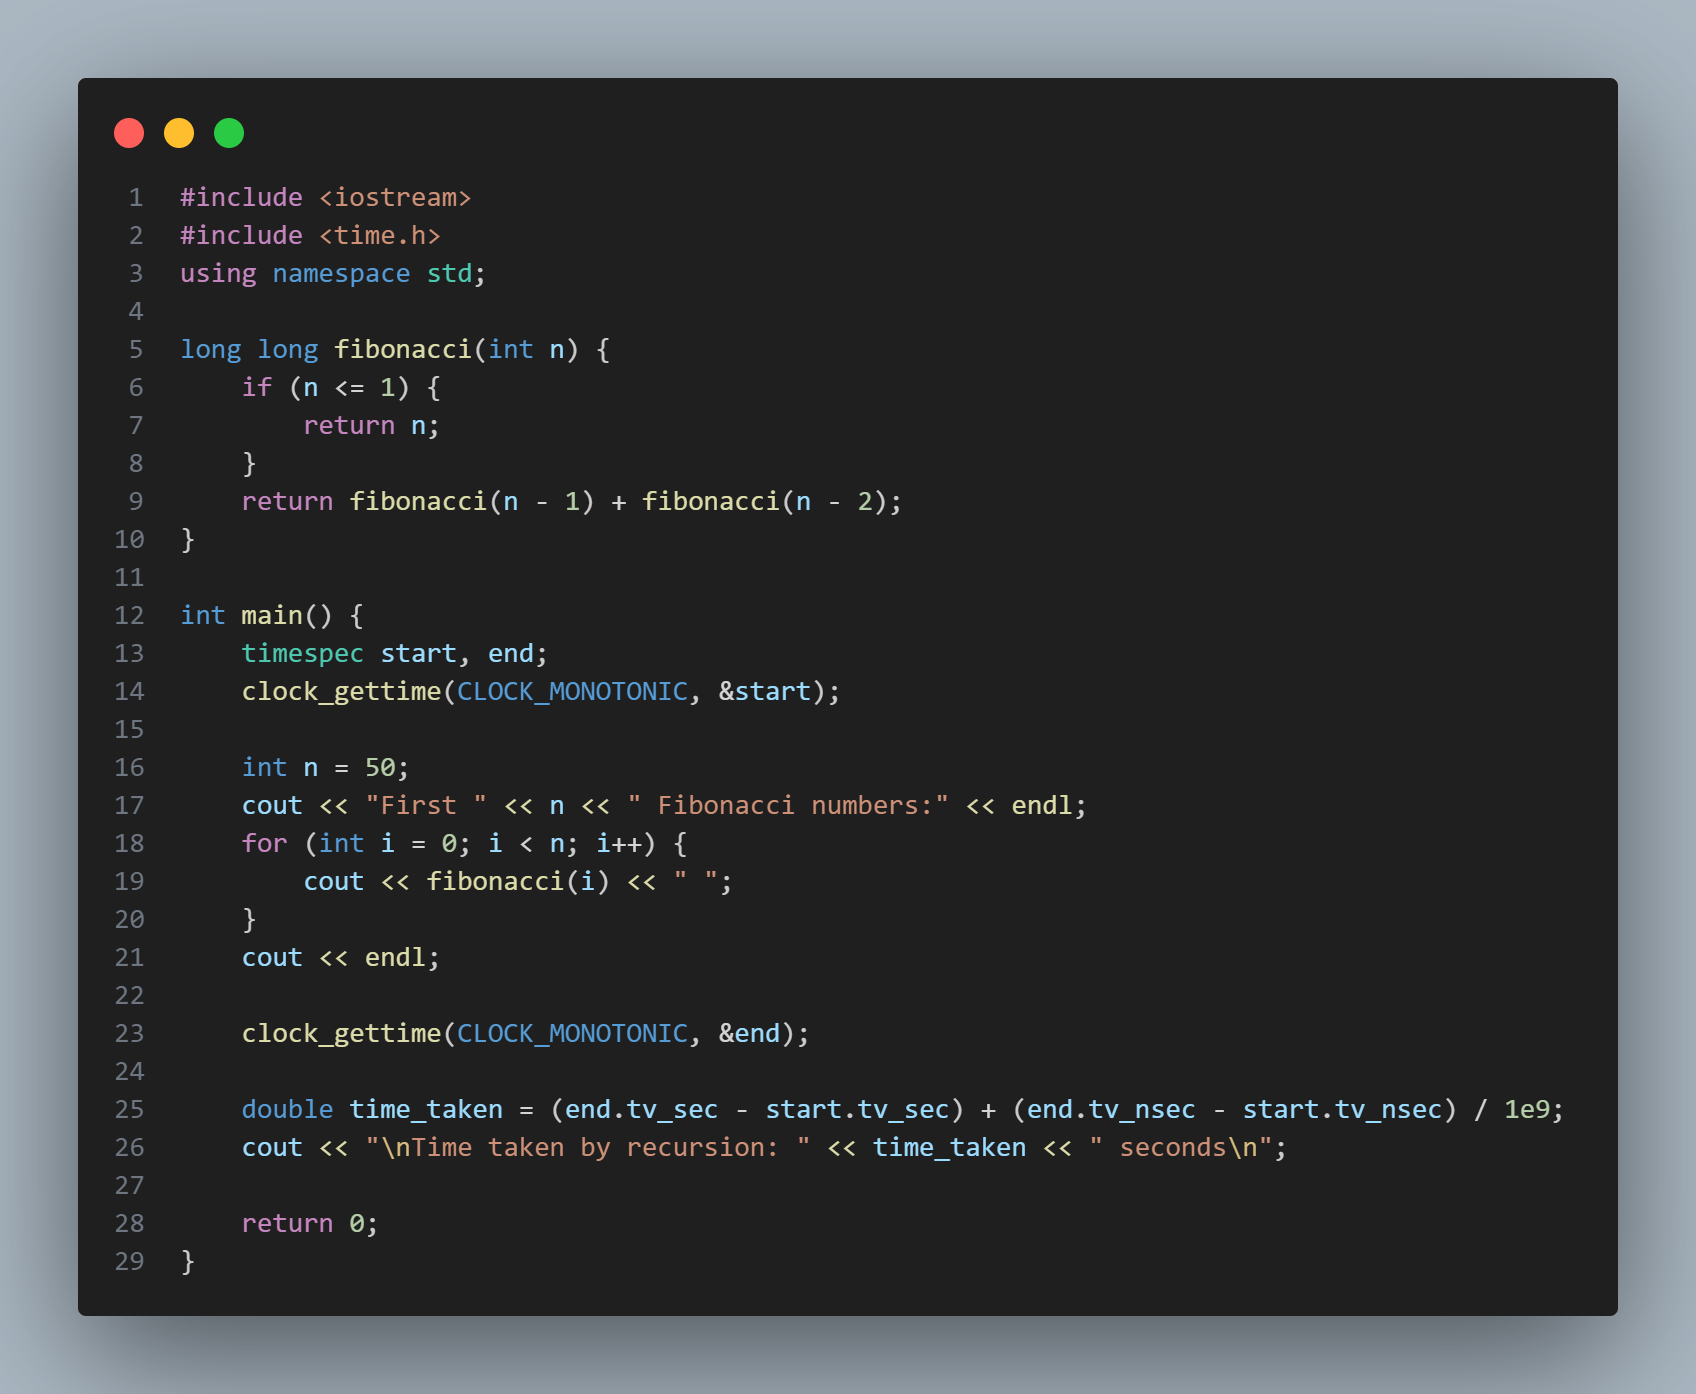 1 #include <iostream>
2 #include <time.h>
3 using namespace std;
4
5 long long fibonacci(int n) {
6     if (n <= 1) {
7         return n;
8     }
9     return fibonacci(n - 1) + fibonacci(n - 2);
10 }
11
12 int main() {
13     timespec start, end;
14     clock_gettime(CLOCK_MONOTONIC, &start);
15
16     int n = 50;
17     cout << "First " << n << " Fibonacci numbers:" << endl;
18     for (int i = 0; i < n; i++) {
19         cout << fibonacci(i) << " ";
20     }
21     cout << endl;
22
23     clock_gettime(CLOCK_MONOTONIC, &end);
24
25     double time_taken = (end.tv_sec - start.tv_sec) + (end.tv_nsec - start.tv_nsec) / 1e9;
26     cout << "\nTime taken by recursion: " << time_taken << " seconds\n";
27
28     return 0;
29 }